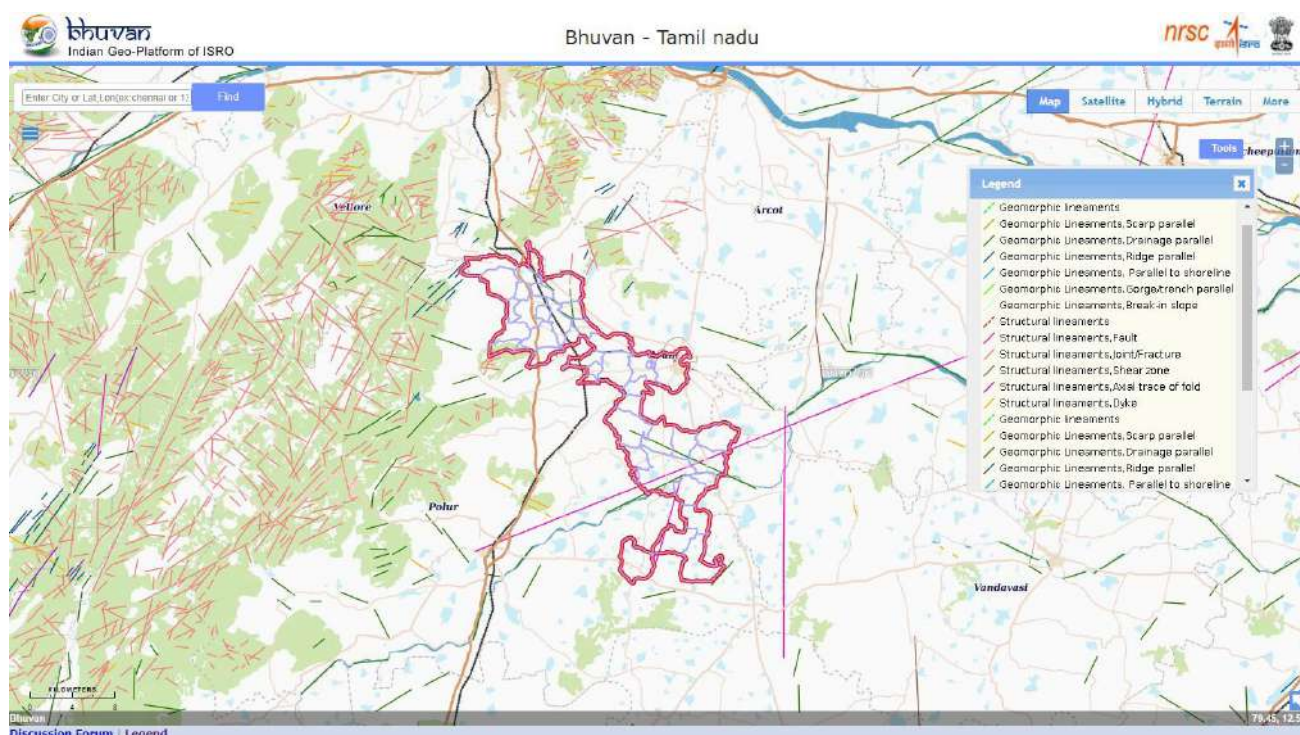 bhuvan
Indian Geo-Platform of ISRO
Bhuvan - Tamil nadu
nrsc
Find
Map Satellite Hybrid Terrain More
Tools
Vellore
Arcot
Polur
Vandavasi
Legend
Geomorphic lineaments
Geomorphic Lineaments,Scarp parallel
Geomorphic Lineaments,Drainage parallel
Geomorphic Lineaments,Ridge parallel
Geomorphic Lineaments, Parallel to shoreline
Geomorphic Lineaments,Gorge/trench parallel
Geomorphic Lineaments,Break-in slope
Structural lineaments
Structural lineaments,Fault
Structural lineaments,Joint/Fracture
Structural lineaments,Shear zone
Structural lineaments,Axial trace of fold
Structural lineaments,Dyke
Geomorphic lineaments
Geomorphic Lineaments,Scarp parallel
Geomorphic Lineaments,Drainage parallel
Geomorphic Lineaments,Ridge parallel
Geomorphic Lineaments, Parallel to shoreline
KILOMETERS
0 4 8
Bhuvan
Discussion Forum | Legend